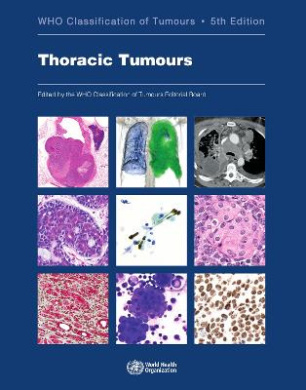 WHO Classification of Tumours • 5th Edition
Thoracic Tumours
Edited by the WHO Classification of Tumours Editorial Board
World Health
Organization